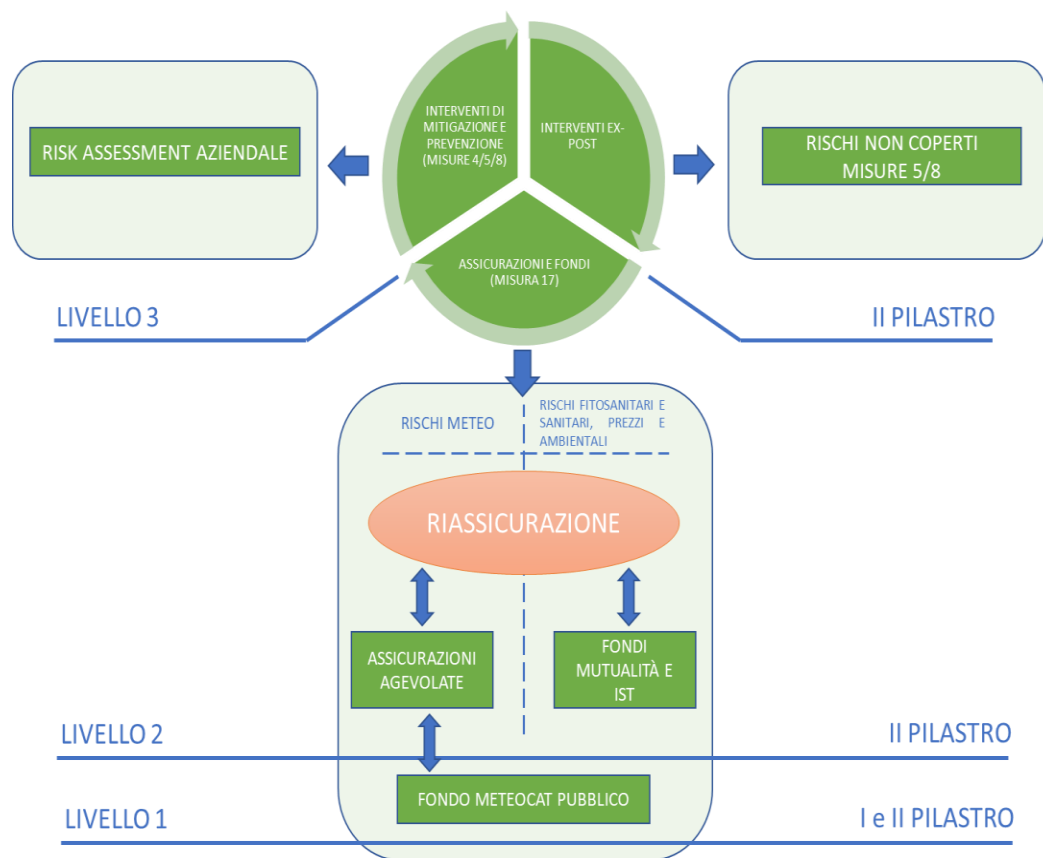 INTERVENTI DI
MITIGAZIONE E
PREVENZIONE
(MISURE 4/5/8)
INTERVENTI EX-
POST
RISK ASSESSMENT AZIENDALE
RISCHI NON COPERTI
MISURE 5/8
ASSICURAZIONI E FONDI
(MISURA 17)
LIVELLO 3
II PILASTRO
RISCHI METEO
RISCHI FITOSANITARI E
SANITARI, PREZZI E
AMBIENTALI
RIASSICURAZIONE
ASSICURAZIONI
AGEVOLATE
FONDI
MUTUALITÀ E
IST
LIVELLO 2
II PILASTRO
FONDO METEOCAT PUBBLICO
LIVELLO 1
I e II PILASTRO